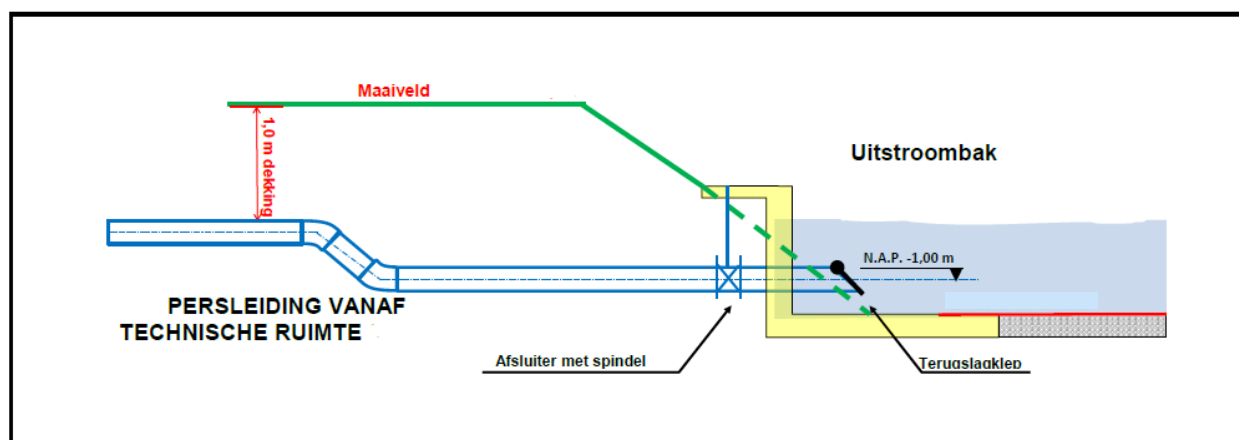 Maaiveld
1,0 m dekking
Uitstroombak
N.A.P. -1,00 m
PERSLEIDING VANAF
TECHNISCHE RUIMTE
Afsluiter met spindel
Terugslagklep